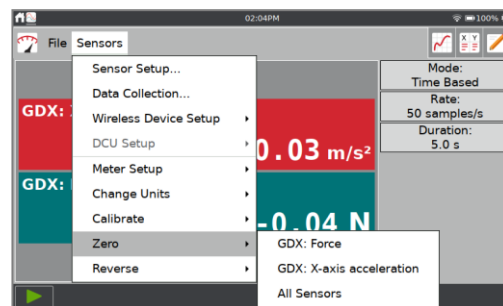 02:04PM
100%
File Sensors
X Y
Sensor Setup...
Data Collection...
Wireless Device Setup
DCU Setup
Meter Setup
Change Units
Calibrate
Zero
Reverse
GDX: Force
GDX: X-axis acceleration
All Sensors
GDX:
0.03 m/s²
GDX:
-0.04 N
Mode:
Time Based
Rate:
50 samples/s
Duration:
5.0 s